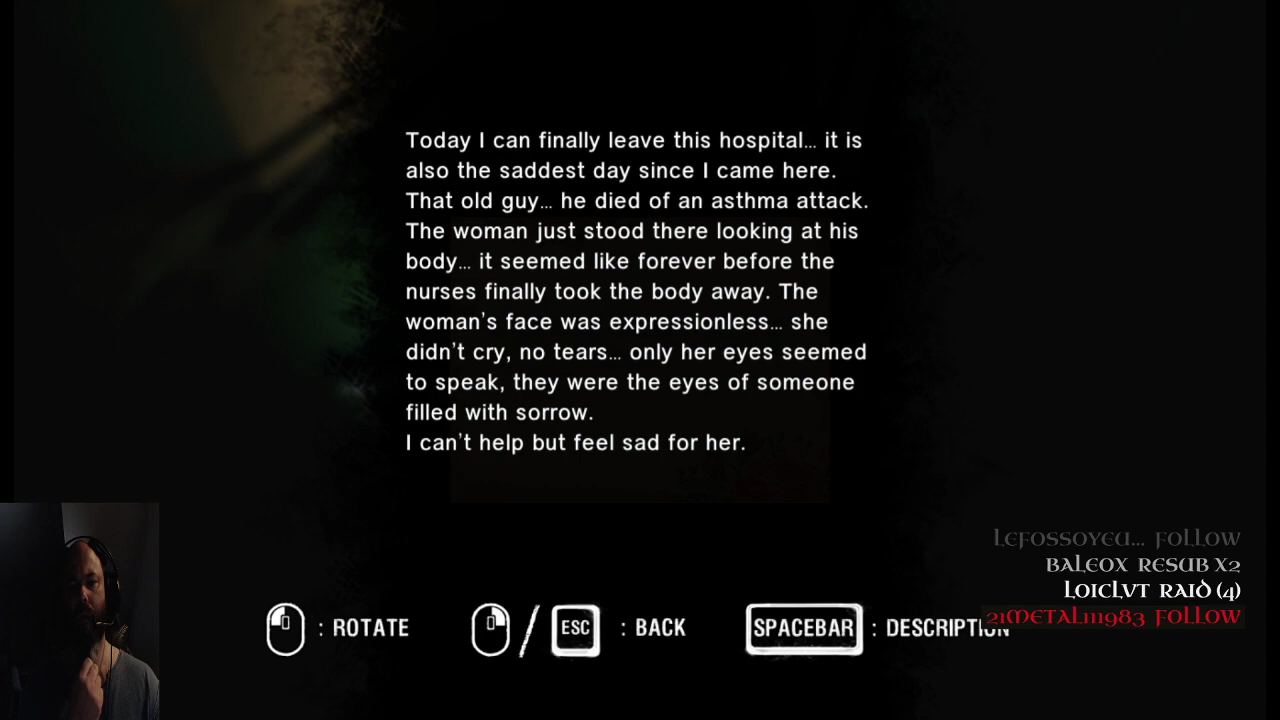 Today I can finally leave this hospital... it is
also the saddest day since I came here.
That old guy... he died of an asthma attack.
The woman just stood there looking at his
body... it seemed like forever before the
nurses finally took the body away. The
woman's face was expressionless... she
didn't cry, no tears... only her eyes seemed
to speak, they were the eyes of someone
filled with sorrow.
I can't help but feel sad for her.
LEFOSSOYEU... FOLLOW
BALEOX RESUB X2
LOICLVT RAID (4)
21METAL111983 FOLLOW
: ROTATE
/ ESC : BACK
SPACEBAR : DESCRIPTION